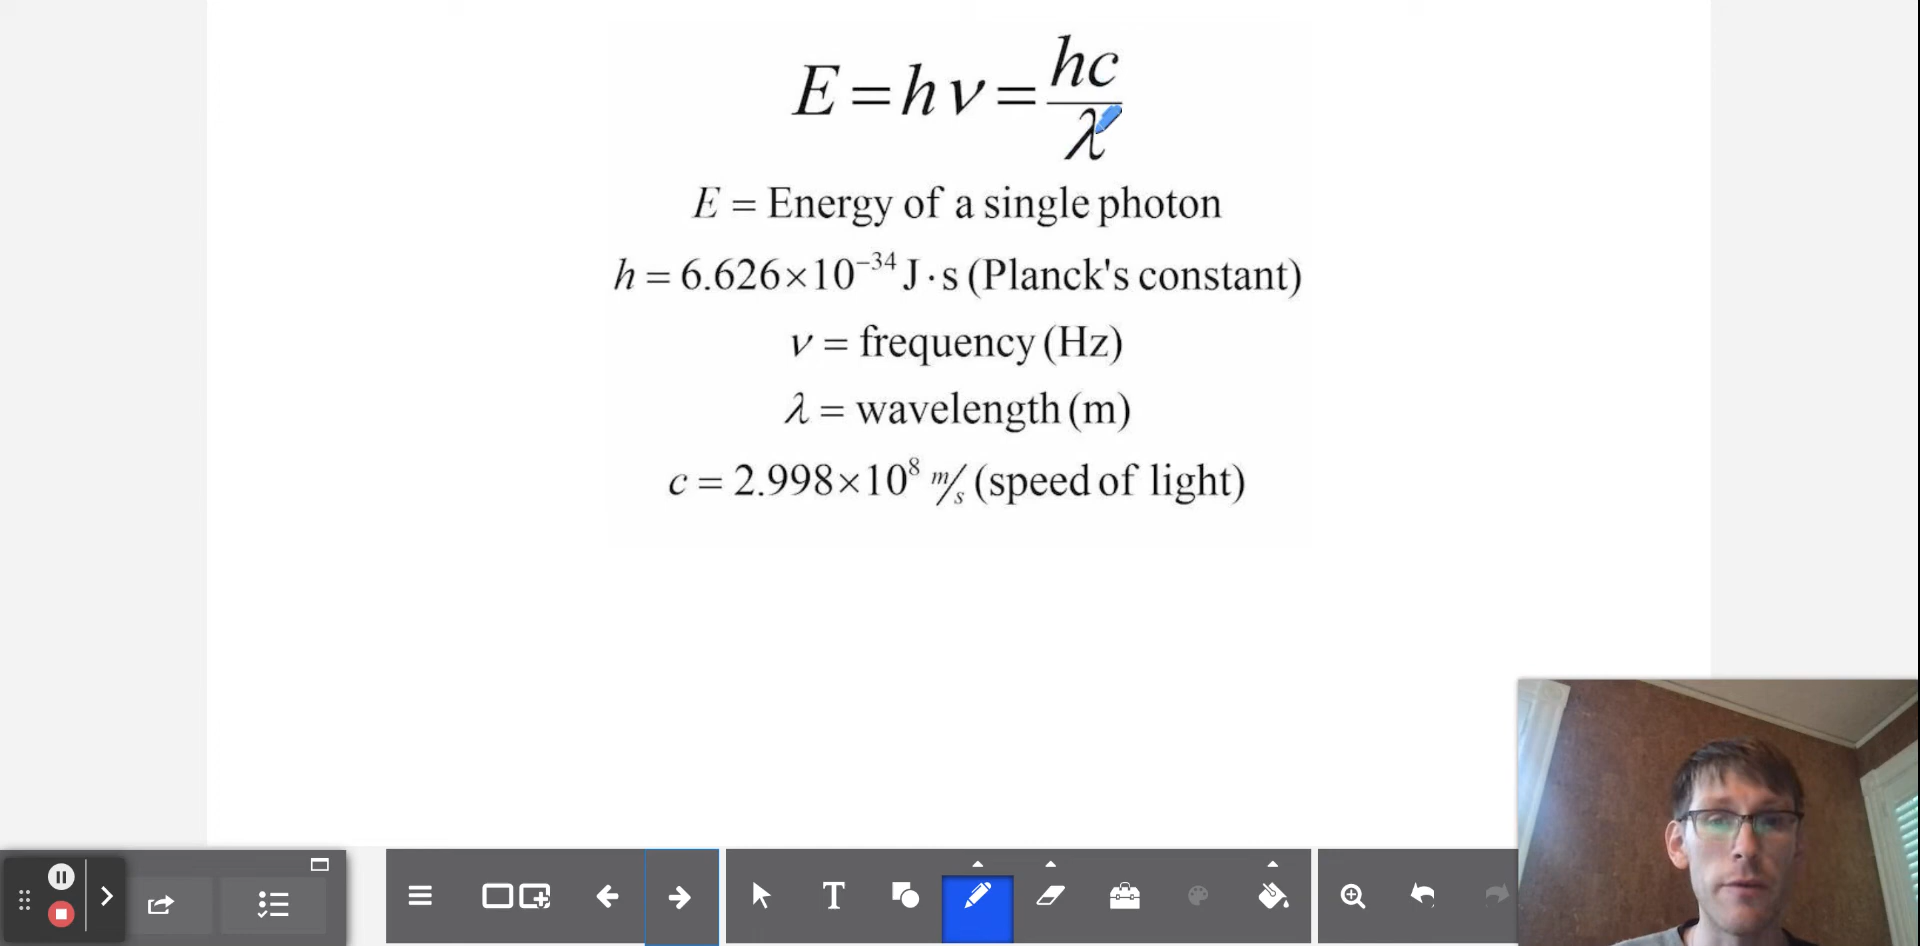 E = hν = hc/λ
E = Energy of a single photon
h = 6.626×10⁻³⁴ J·s (Planck's constant)
ν = frequency (Hz)
λ = wavelength (m)
c = 2.998×10⁸ m/s (speed of light)
T